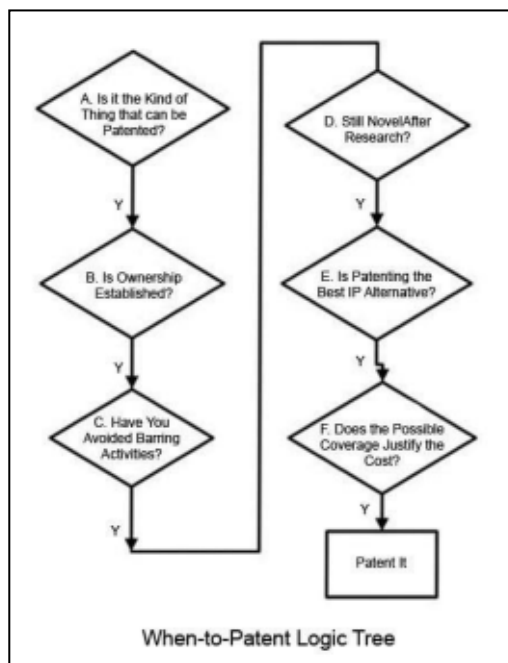 A. Is it the Kind of
Thing that can be
Patented?
Y
B. Is Ownership
Established?
Y
C. Have You
Avoided Barring
Activities?
Y
D. Still NovelAfter
Research?
Y
E. Is Patenting the
Best IP Alternative?
Y
F. Does the Possible
Coverage Justify the
Cost?
Y
Patent It
When-to-Patent Logic Tree